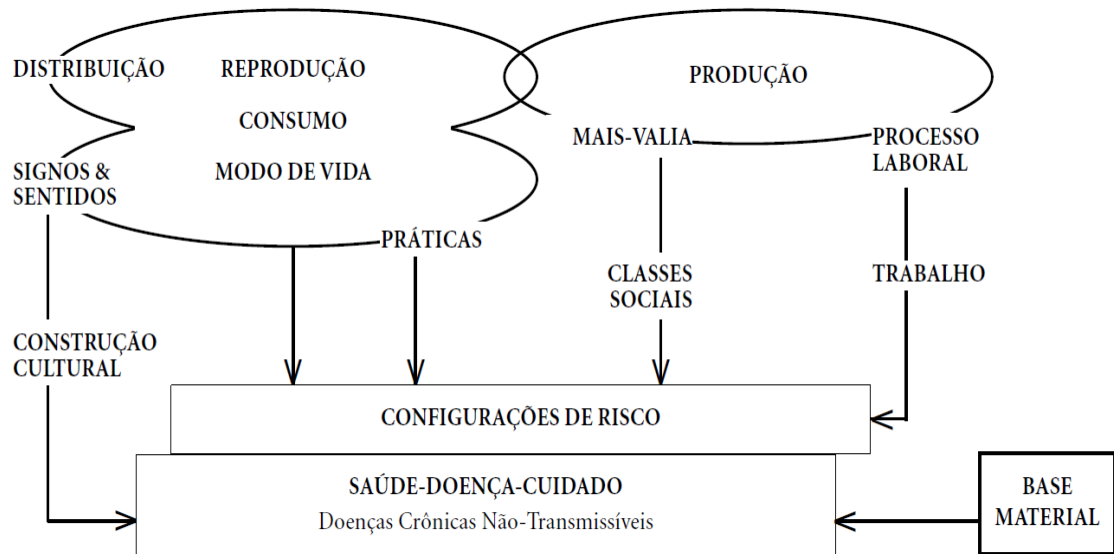 DISTRIBUIÇÃO
REPRODUÇÃO
PRODUÇÃO
CONSUMO
MAIS-VALIA
PROCESSO
LABORAL
SIGNOS &
SENTIDOS
MODO DE VIDA
PRÁTICAS
CLASSES
SOCIAIS
TRABALHO
CONSTRUÇÃO
CULTURAL
CONFIGURAÇÕES DE RISCO
SAÚDE-DOENÇA-CUIDADO
Doenças Crônicas Não-Transmissíveis
BASE
MATERIAL